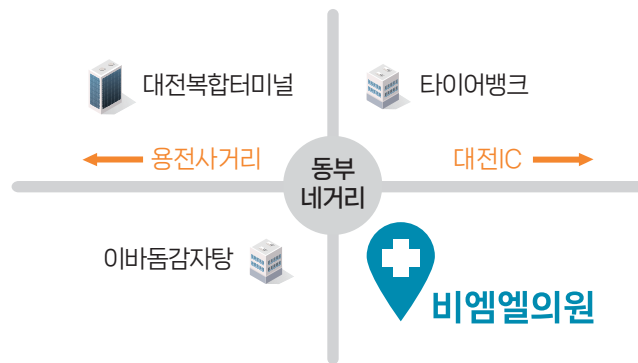 대전복합터미널
타이어뱅크
용전사거리
대전IC
동부
네거리
이바돔감자탕
비엠엘의원